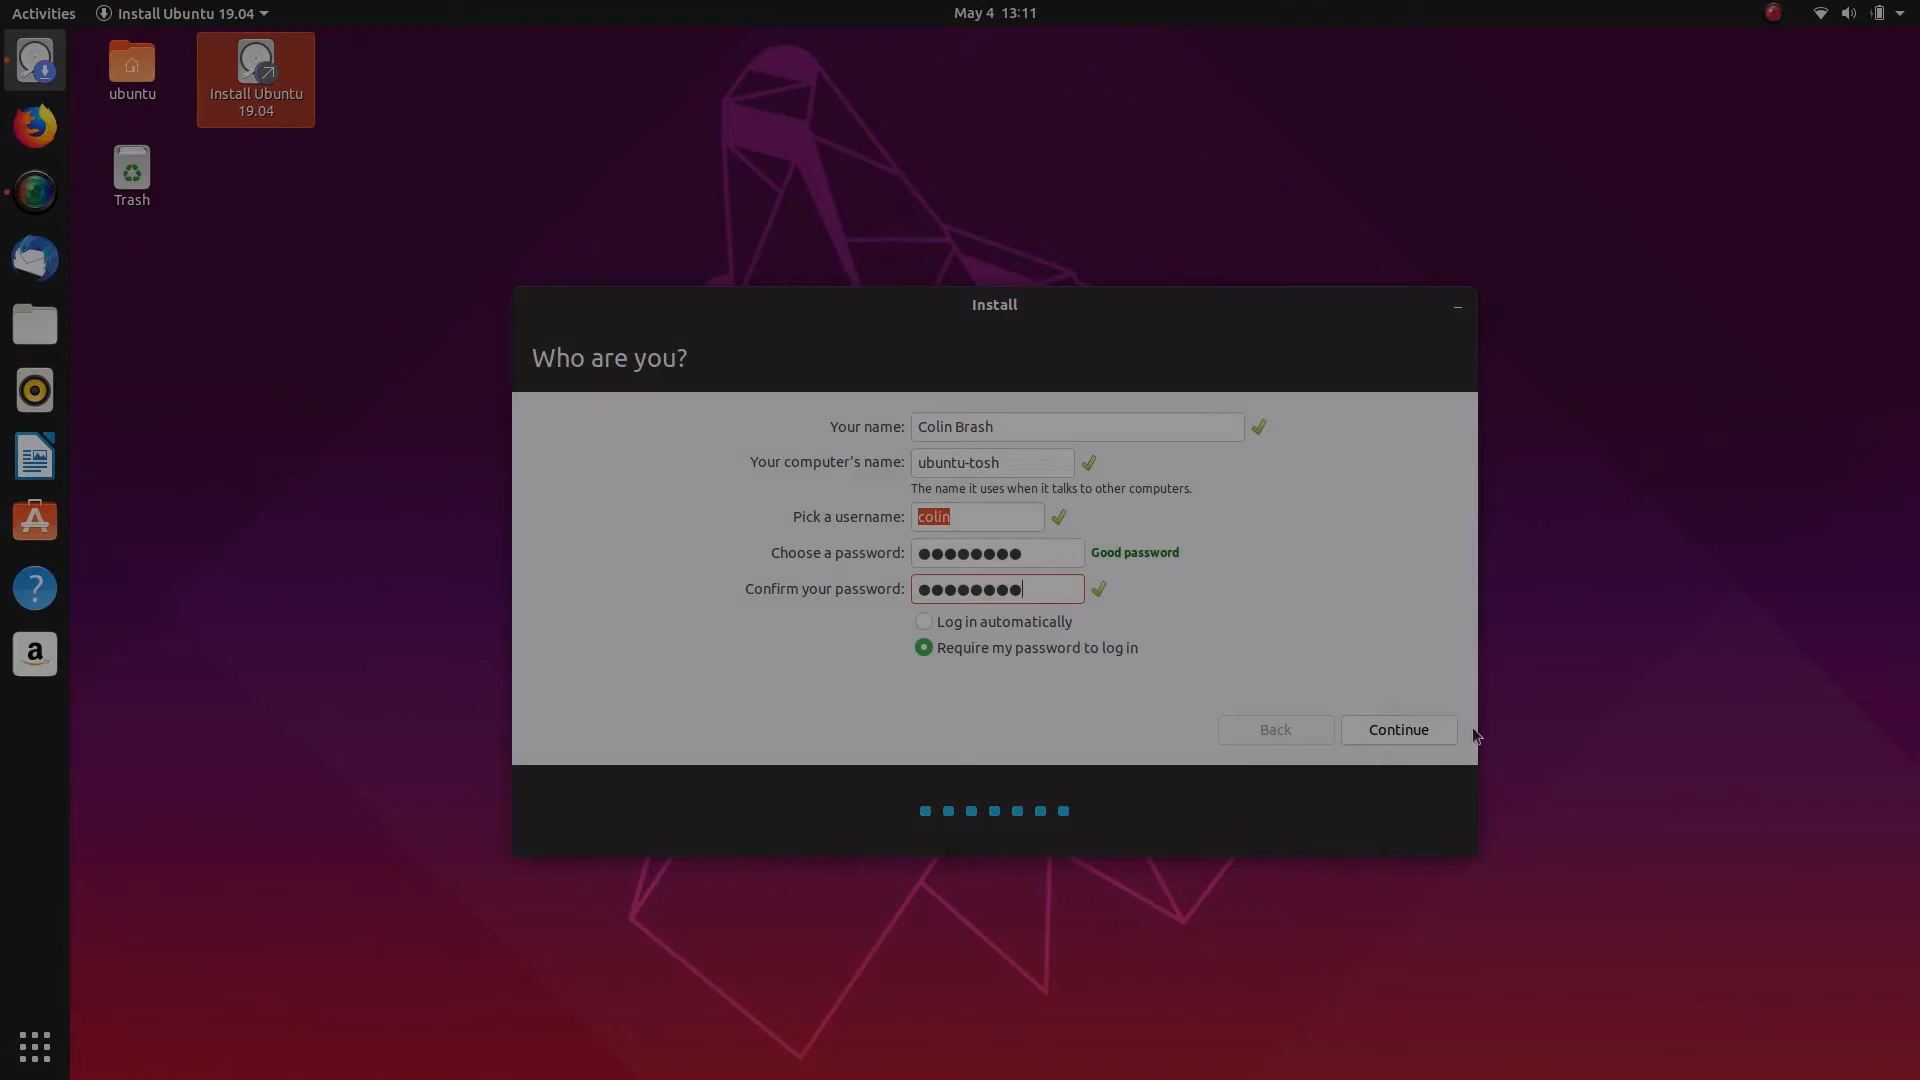 Activities
Install Ubuntu 19.04
May 4 13:11
ubuntu
Install Ubuntu
19.04
Trash
Install
Who are you?
Your name: Colin Brash
Your computer's name: ubuntu-tosh
The name it uses when it talks to other computers.
Pick a username: colin
Choose a password: ●●●●●●●● Good password
Confirm your password: ●●●●●●●●
Log in automatically
Require my password to log in
Back
Continue